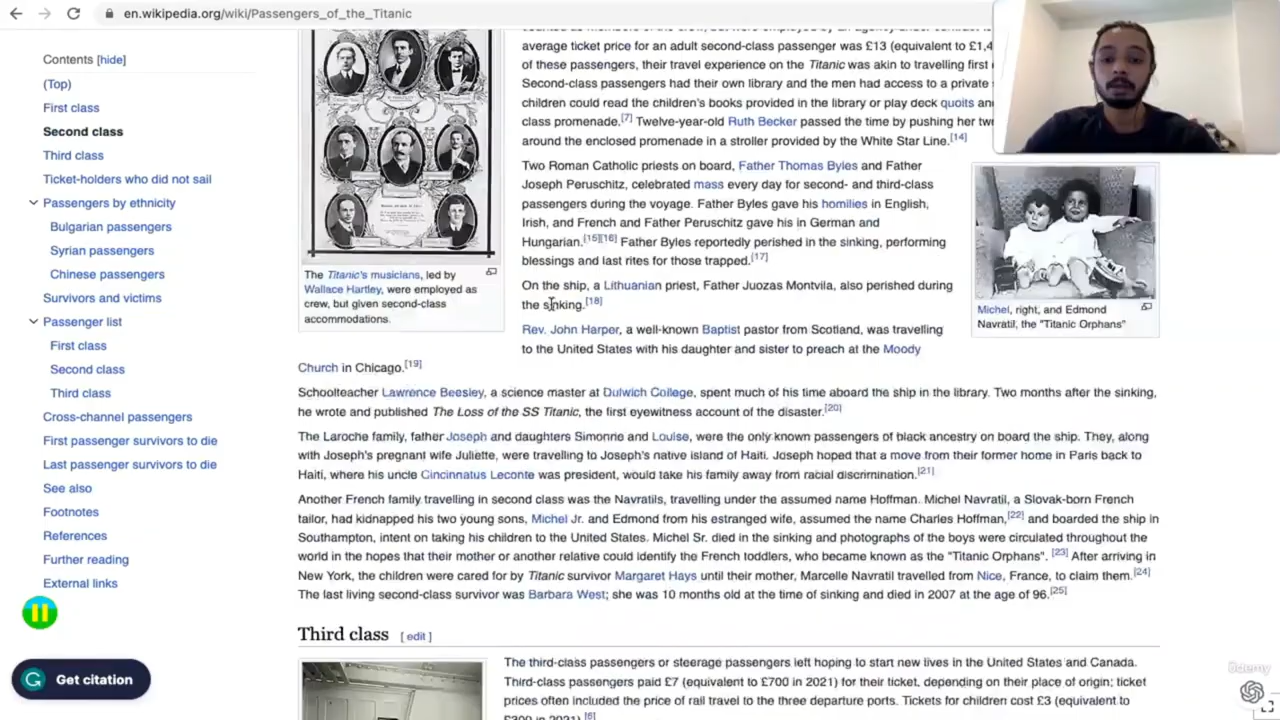 en.wikipedia.org/wiki/Passengers_of_the_Titanic
Contents [hide]
(Top)
First class
Second class
Third class
Ticket-holders who did not sail
Passengers by ethnicity
Bulgarian passengers
Syrian passengers
Chinese passengers
Survivors and victims
Passenger list
First class
Second class
Third class
Cross-channel passengers
First passenger survivors to die
Last passenger survivors to die
See also
Footnotes
References
Further reading
External links
Get citation
The Titanic's musicians, led by
Wallace Hartley, were employed as
crew, but given second-class
accommodations.
average ticket price for an adult second-class passenger was £13 (equivalent to £1,4
of these passengers, their travel experience on the Titanic was akin to travelling first
Second-class passengers had their own library and the men had access to a private
children could read the children's books provided in the library or play deck quoits an
class promenade.[7] Twelve-year-old Ruth Becker passed the time by pushing her tw
around the enclosed promenade in a stroller provided by the White Star Line.[14]
Two Roman Catholic priests on board, Father Thomas Byles and Father
Joseph Peruschitz, celebrated mass every day for second- and third-class
passengers during the voyage. Father Byles gave his homilies in English,
Irish, and French and Father Peruschitz gave his in German and
Hungarian.[15][16] Father Byles reportedly perished in the sinking, performing
blessings and last rites for those trapped.[17]
On the ship, a Lithuanian priest, Father Juozas Montvila, also perished during
the sinking.[18]
Rev. John Harper, a well-known Baptist pastor from Scotland, was travelling
to the United States with his daughter and sister to preach at the Moody
Church in Chicago.[19]
Michel, right, and Edmond
Navratil, the "Titanic Orphans"
Schoolteacher Lawrence Beesley, a science master at Dulwich College, spent much of his time aboard the ship in the library. Two months after the sinking,
he wrote and published The Loss of the SS Titanic, the first eyewitness account of the disaster.[20]
The Laroche family, father Joseph and daughters Simonne and Louise, were the only known passengers of black ancestry on board the ship. They, along
with Joseph's pregnant wife Juliette, were travelling to Joseph's native island of Haiti. Joseph hoped that a move from their former home in Paris back to
Haiti, where his uncle Cincinnatus Leconte was president, would take his family away from racial discrimination.[21]
Another French family travelling in second class was the Navratils, travelling under the assumed name Hoffman. Michel Navratil, a Slovak-born French
tailor, had kidnapped his two young sons, Michel Jr. and Edmond from his estranged wife, assumed the name Charles Hoffman,[22] and boarded the ship in
Southampton, intent on taking his children to the United States. Michel Sr. died in the sinking and photographs of the boys were circulated throughout the
world in the hopes that their mother or another relative could identify the French toddlers, who became known as the "Titanic Orphans". [23] After arriving in
New York, the children were cared for by Titanic survivor Margaret Hays until their mother, Marcelle Navratil travelled from Nice, France, to claim them.[24]
The last living second-class survivor was Barbara West; she was 10 months old at the time of sinking and died in 2007 at the age of 96.[25]
Third class [ edit ]
The third-class passengers or steerage passengers left hoping to start new lives in the United States and Canada.
Third-class passengers paid £7 (equivalent to £700 in 2021) for their ticket, depending on their place of origin; ticket
prices often included the price of rail travel to the three departure ports. Tickets for children cost £3 (equivalent to
£300 in 2021).[6]
ûdemy